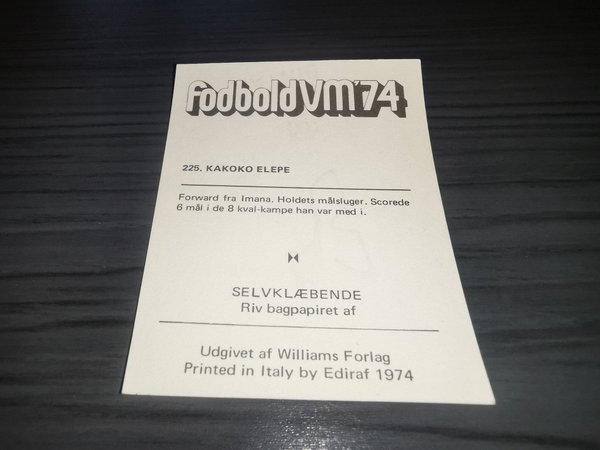 fodboldVM'74
225. KAKOKO ELEPE
Forward fra Imana. Holdets målsluger. Scorede
6 mål i de 8 kval-kampe han var med i.
SELVKLÆBENDE
Riv bagpapiret af
Udgivet af Williams Forlag
Printed in Italy by Ediraf 1974